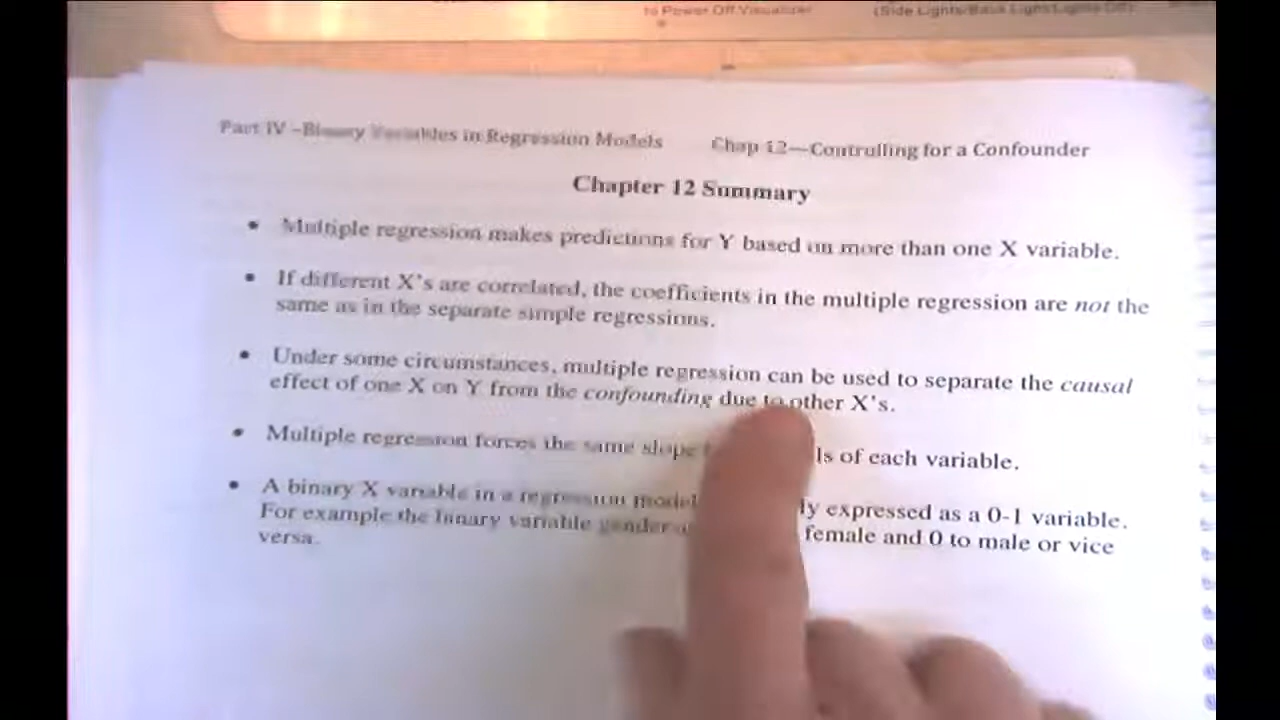 to Power Off Visualizer (Side Lights/Base Light/Lights Off)
Part IV –Binary Variables in Regression Models Chap 12—Controlling for a Confounder
Chapter 12 Summary
• Multiple regression makes predictions for Y based on more than one X variable.
• If different X's are correlated, the coefficients in the multiple regression are not the
same as in the separate simple regressions.
• Under some circumstances, multiple regression can be used to separate the causal
effect of one X on Y from the confounding due to other X's.
• Multiple regression forces the same slope ls of each variable.
• A binary X variable in a regression model ly expressed as a 0-1 variable.
For example the binary variable gender female and 0 to male or vice
versa.